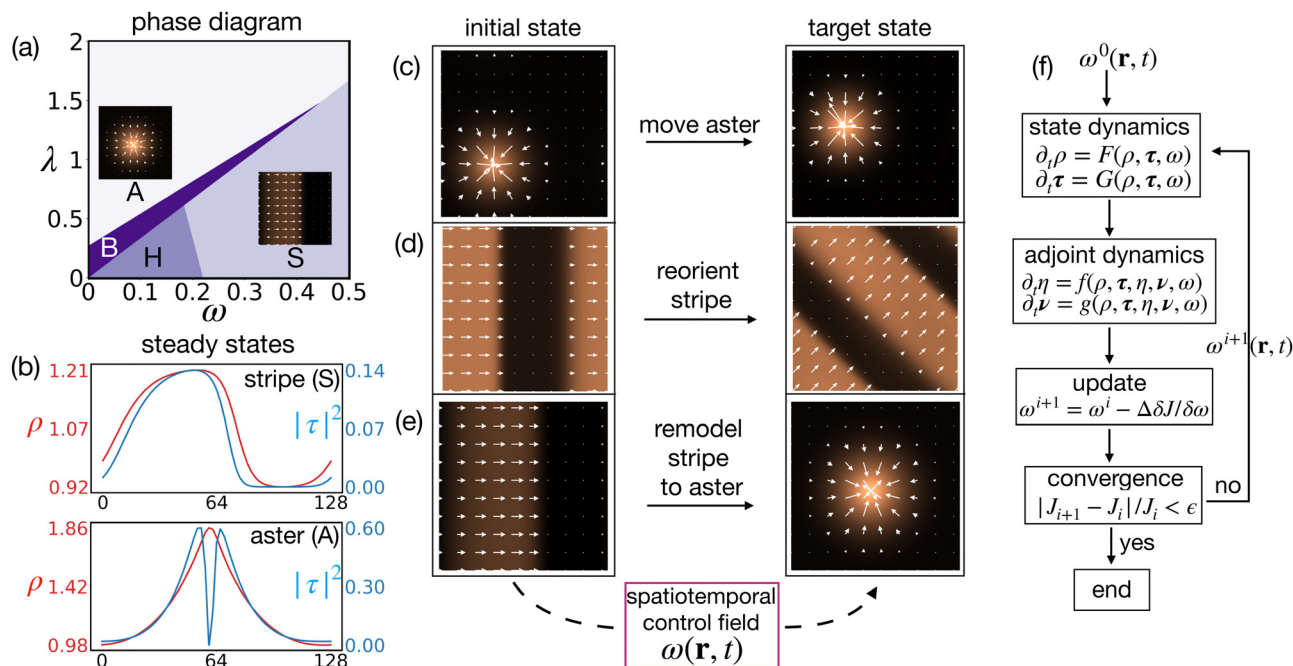 phase diagram
(a)
2
1.5
λ
1
0.5
0
A
B
H
S
0 0.1 0.2 0.3 0.4 0.5
ω
(b)
steady states
1.21
ρ
1.07
0.92
stripe (S)
|τ|²
0.14
0.07
0.00
0 64 128
1.86
ρ
1.42
0.98
aster (A)
|τ|²
0.60
0.30
0.00
0 64 128
initial state
target state
(c)
move aster
(d)
reorient
stripe
(e)
remodel
stripe
to aster
spatiotemporal
control field
ω(r, t)
(f)
ω⁰(r, t)
state dynamics
∂ₜρ = F(ρ, τ, ω)
∂ₜτ = G(ρ, τ, ω)
adjoint dynamics
∂ₜη = f(ρ, τ, η, ν, ω)
∂ₜν = g(ρ, τ, η, ν, ω)
ωⁱ⁺¹(r, t)
update
ωⁱ⁺¹ = ωⁱ − ΔδJ/δω
convergence
|Jᵢ₊₁ − Jᵢ|/Jᵢ < ϵ
no
yes
end